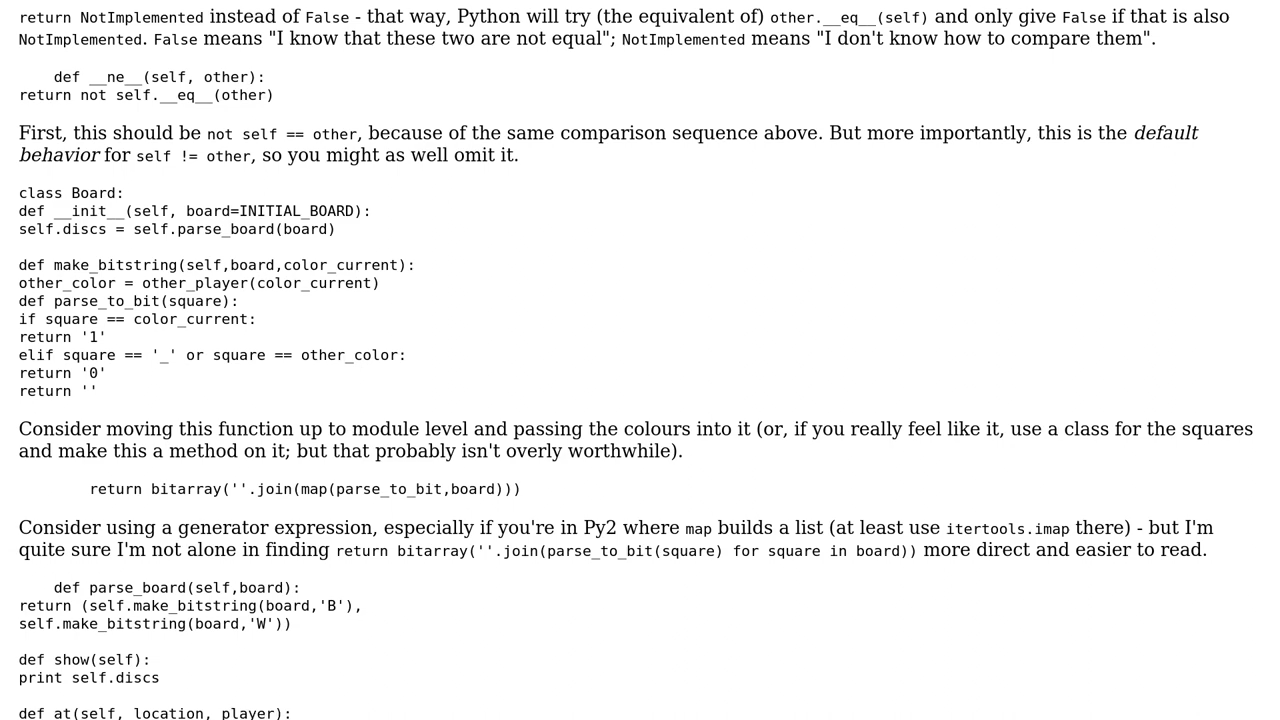 return NotImplemented instead of False - that way, Python will try (the equivalent of) other.__eq__(self) and only give False if that is also
NotImplemented. False means "I know that these two are not equal"; NotImplemented means "I don't know how to compare them".
def __ne__(self, other):
return not self.__eq__(other)
First, this should be not self == other, because of the same comparison sequence above. But more importantly, this is the default
behavior for self != other, so you might as well omit it.
class Board:
def __init__(self, board=INITIAL_BOARD):
self.discs = self.parse_board(board)
def make_bitstring(self,board,color_current):
other_color = other_player(color_current)
def parse_to_bit(square):
if square == color_current:
return '1'
elif square == '_' or square == other_color:
return '0'
return ''
Consider moving this function up to module level and passing the colours into it (or, if you really feel like it, use a class for the squares
and make this a method on it; but that probably isn't overly worthwhile).
return bitarray(''.join(map(parse_to_bit,board)))
Consider using a generator expression, especially if you're in Py2 where map builds a list (at least use itertools.imap there) - but I'm
quite sure I'm not alone in finding return bitarray(''.join(parse_to_bit(square) for square in board)) more direct and easier to read.
def parse_board(self,board):
return (self.make_bitstring(board,'B'),
self.make_bitstring(board,'W'))
def show(self):
print self.discs
def at(self, location, player):